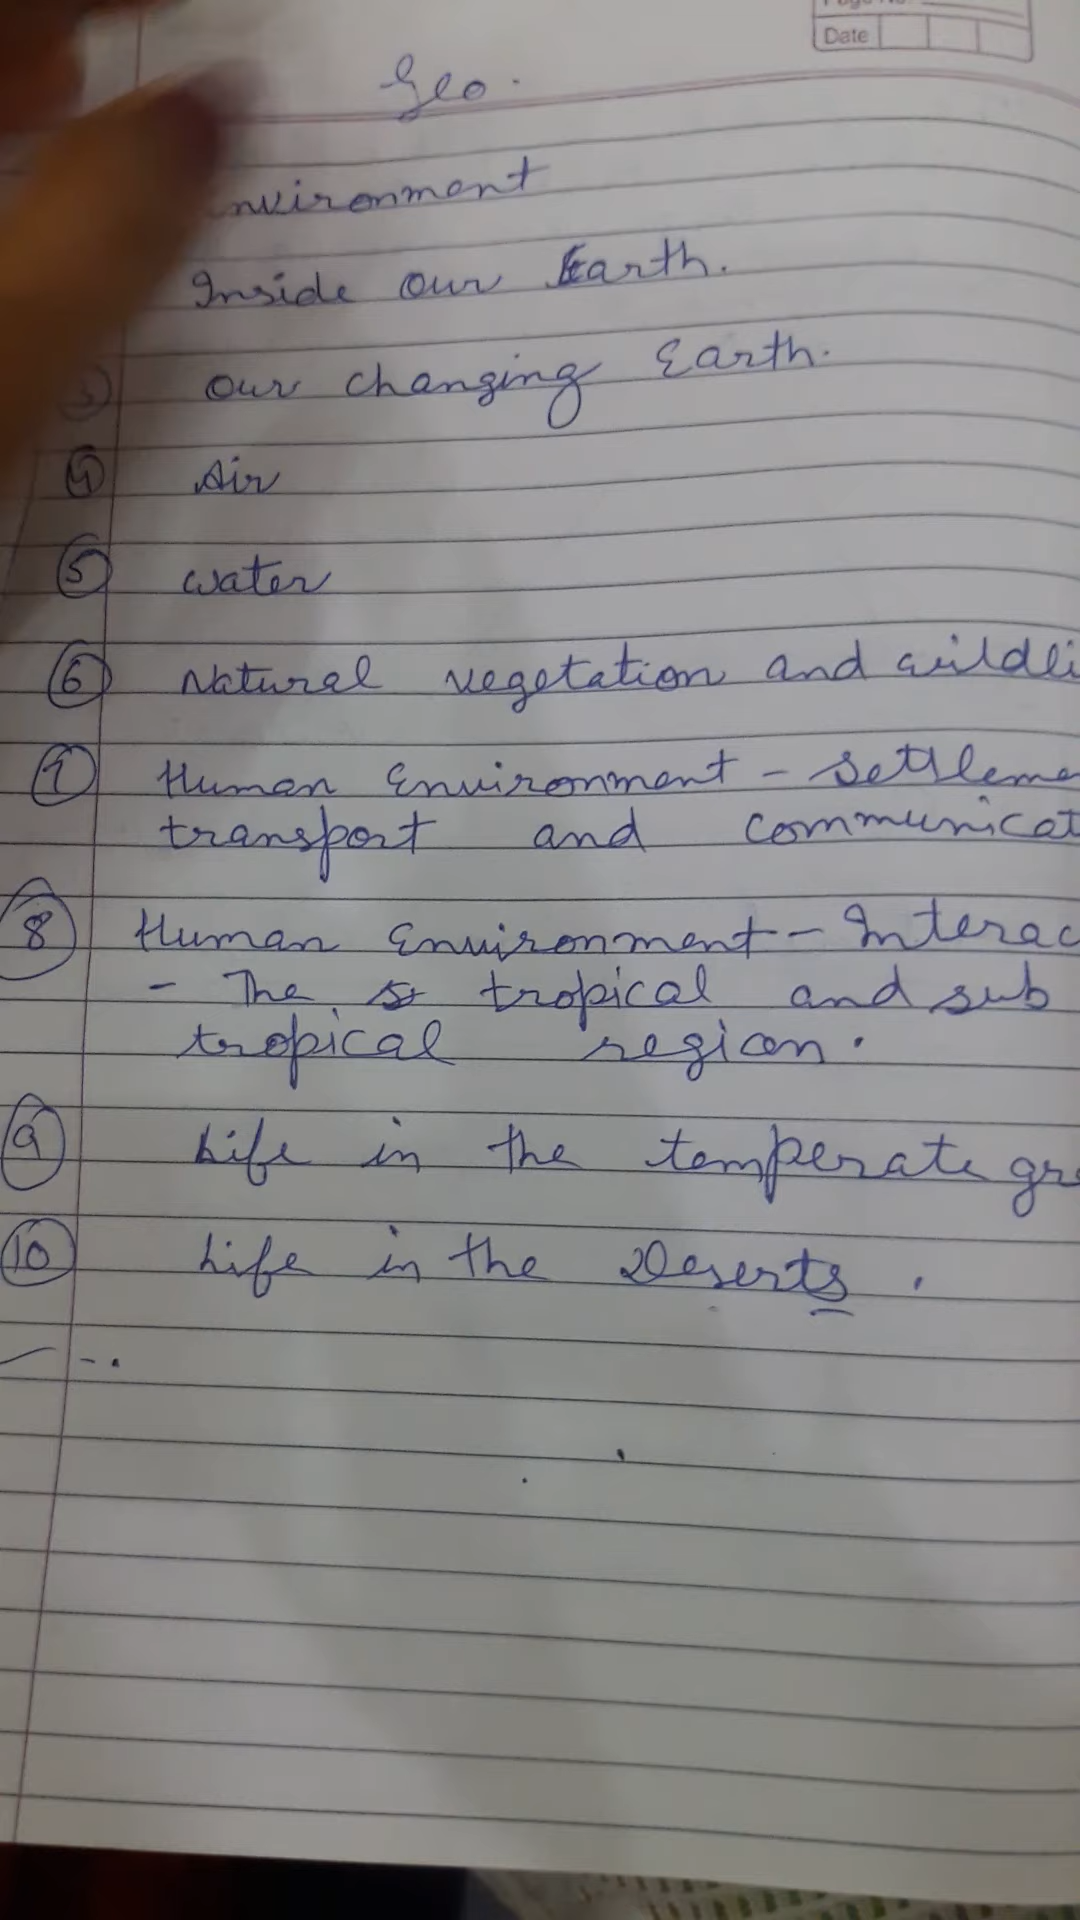 Date
Geo.
nvironment
Inside our Earth.
3 our changing Earth.
4 Air
5 water
6 Natural vegetation and wildli
7 Human Environment - settleme
transport and communicat
8 Human Environment - Interac
- The tropical and sub
tropical region.
9 Life in the temperate gra
10 Life in the Deserts.